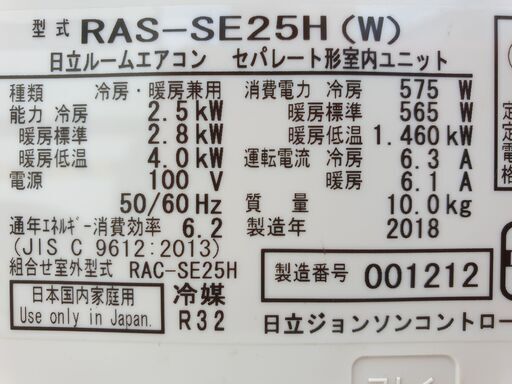 型式 RAS-SE25H (W)
日立ルームエアコン セパレート形室内ユニット
種類 冷房・暖房兼用 消費電力 冷房 575 W
能力 冷房 2.5 kW 暖房標準 565 W
暖房標準 2.8 kW 暖房低温 1.460 kW
暖房低温 4.0 kW 運転電流 冷房 6.3 A
電源 100 V 暖房 6.1 A
50/60 Hz 質量 10.0 kg
通年エネルギー消費効率 6.2 製造年 2018
(JIS C 9612:2013)
組合せ室外型式 RAC-SE25H
製造番号 001212
日本国内家庭用 冷媒
Use only in Japan. R32
日立ジョンソンコントロー